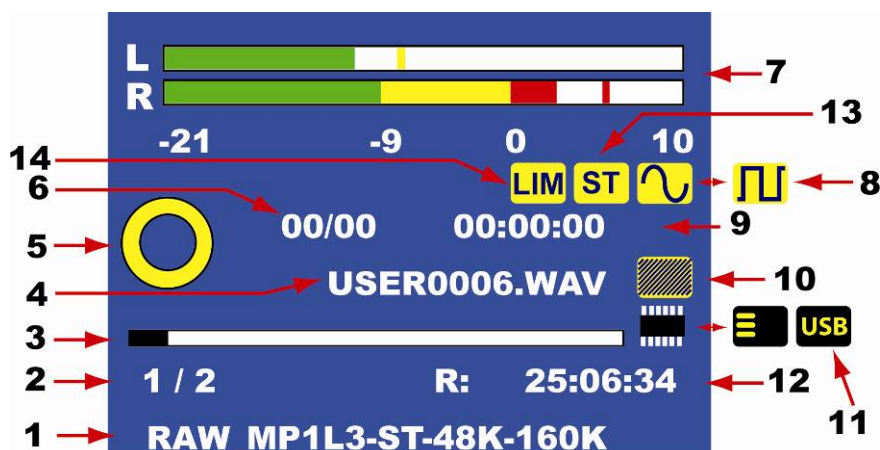 L
R
7
-21 -9 0 10
13
14
LIM ST
8
6
00/00 00:00:00
9
5
4
USER0006.WAV
10
3
USB
2
1 / 2 R: 25:06:34
12
11
1
RAW MP1L3-ST-48K-160K